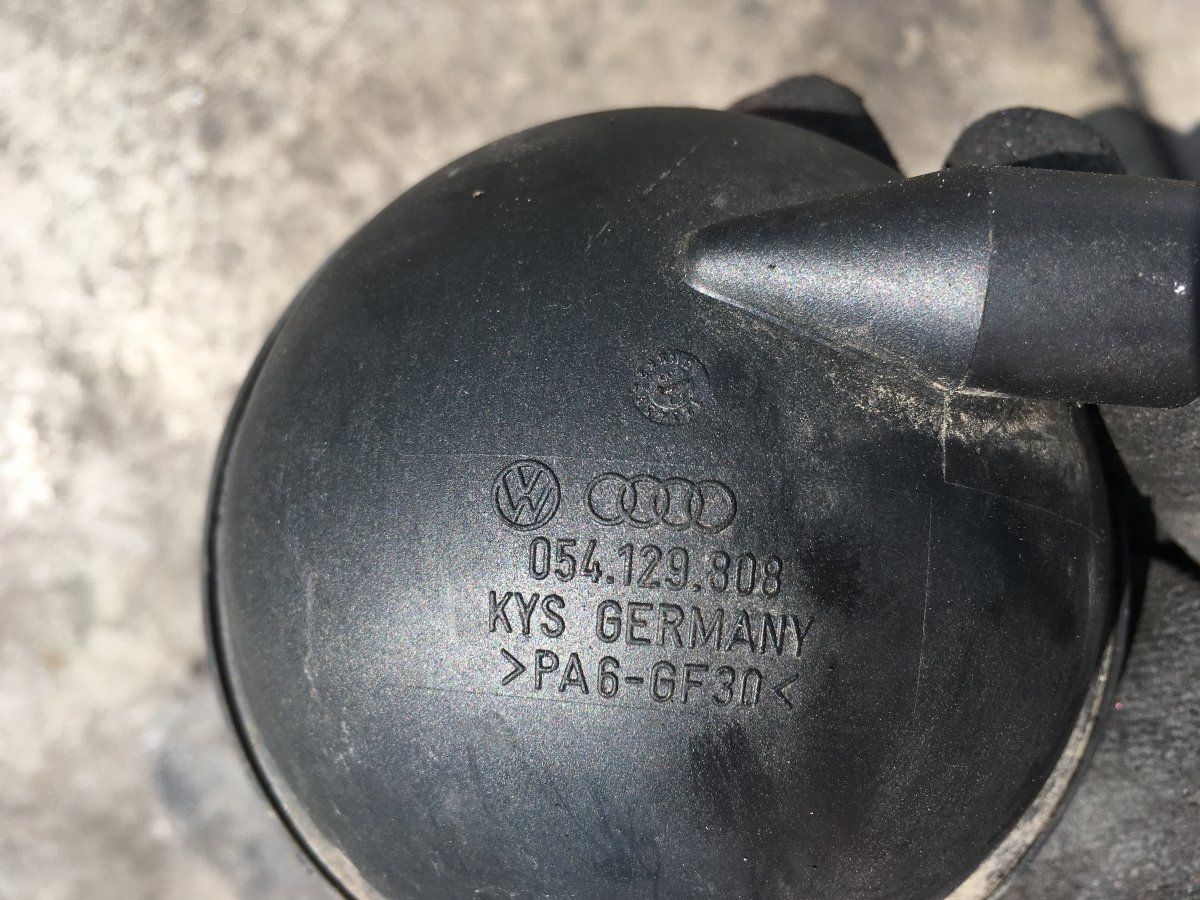 054.129.808
KYS GERMANY
>PA6-GF30<